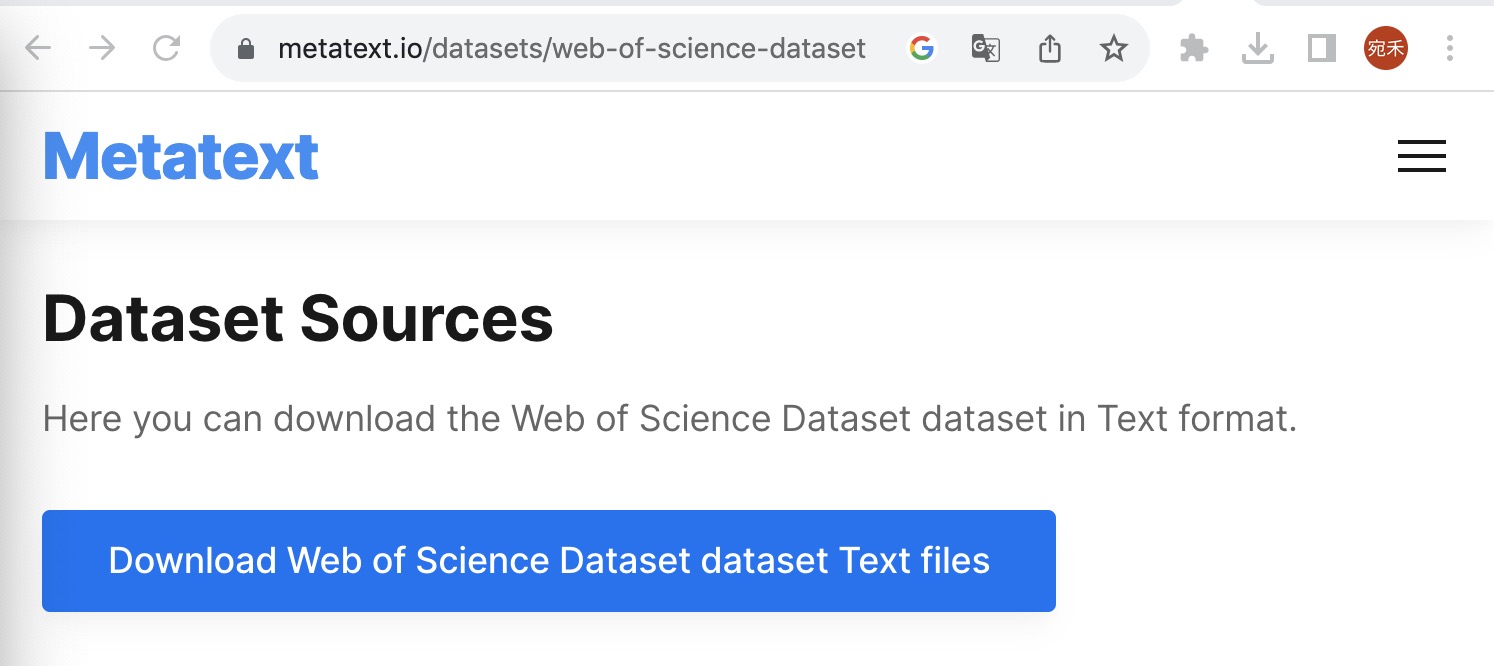 metatext.io/datasets/web-of-science-dataset
宛禾
Metatext
Dataset Sources
Here you can download the Web of Science Dataset dataset in Text format.
Download Web of Science Dataset dataset Text files